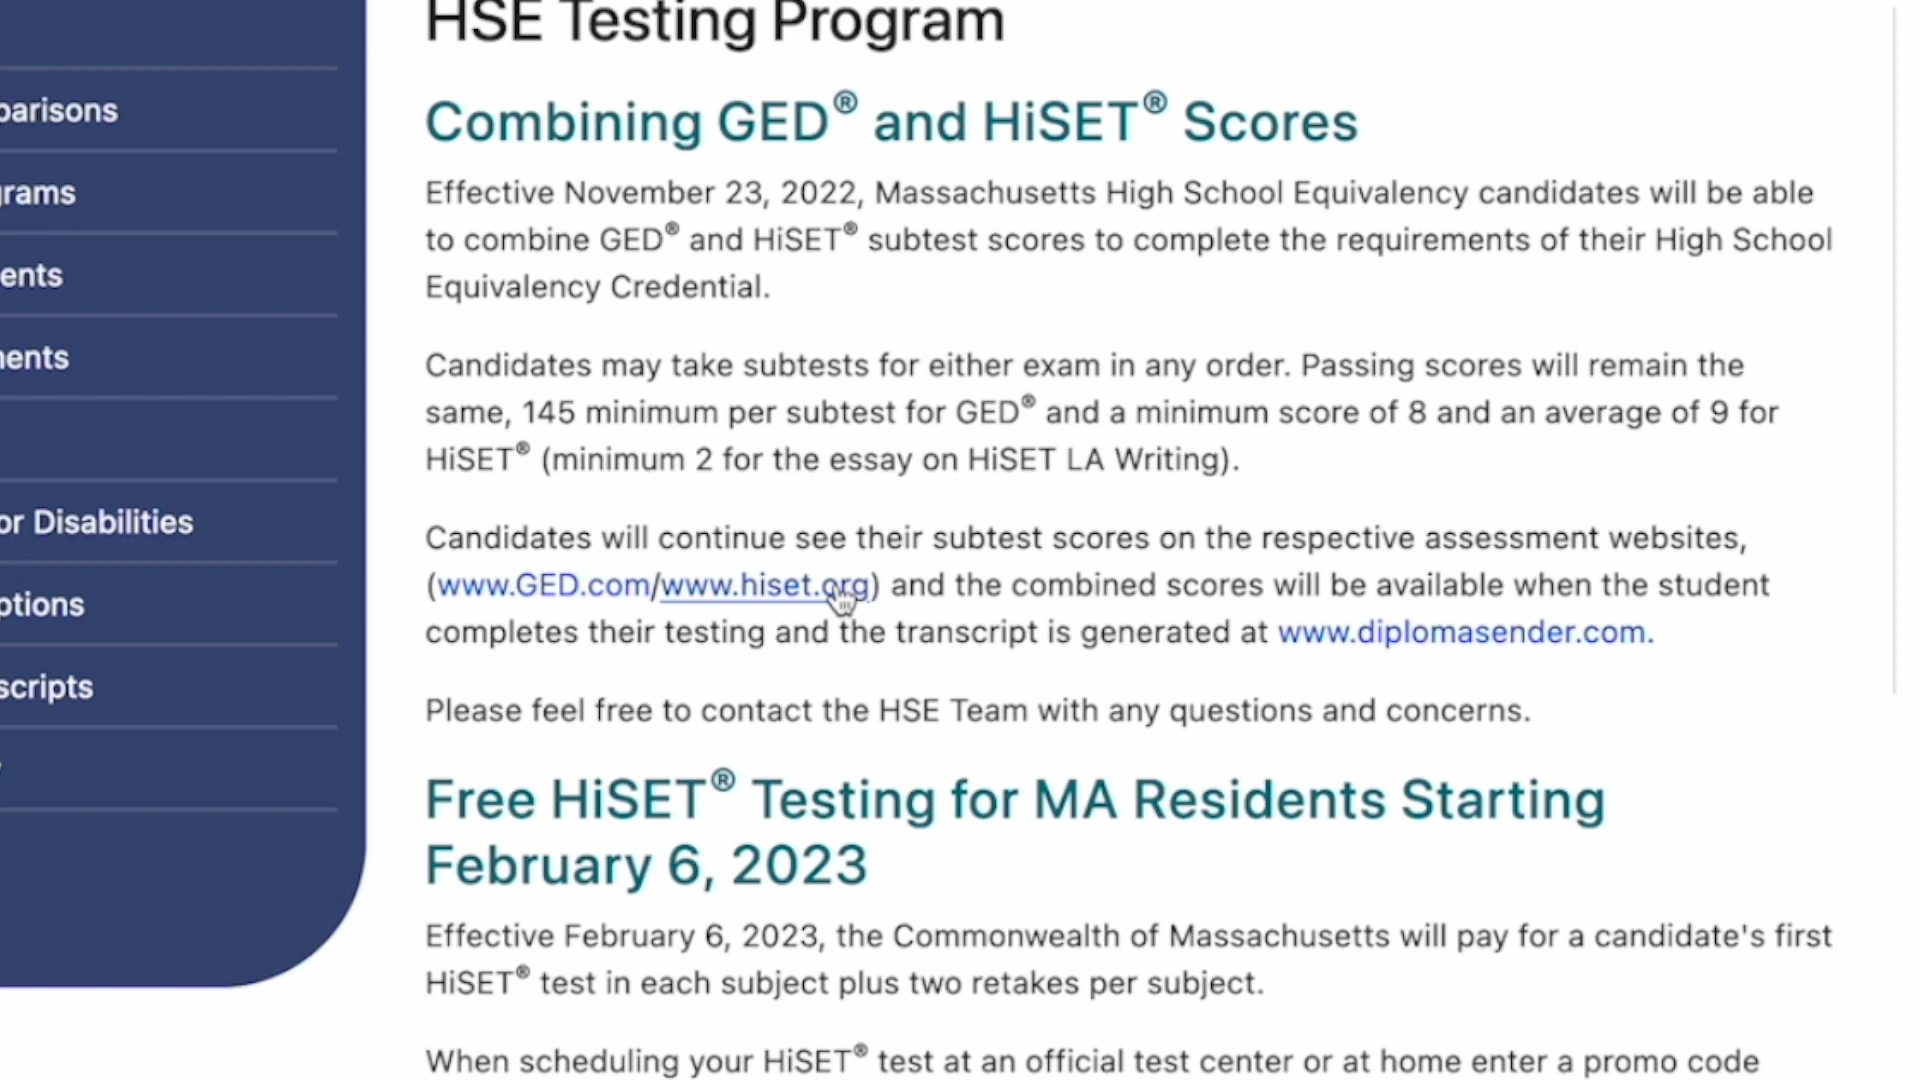 HSE Testing Program
parisons
Combining GED® and HiSET® Scores
grams
Effective November 23, 2022, Massachusetts High School Equivalency candidates will be able
to combine GED® and HiSET® subtest scores to complete the requirements of their High School
ents
Equivalency Credential.
ents
Candidates may take subtests for either exam in any order. Passing scores will remain the
same, 145 minimum per subtest for GED® and a minimum score of 8 and an average of 9 for
HiSET® (minimum 2 for the essay on HiSET LA Writing).
or Disabilities
Candidates will continue see their subtest scores on the respective assessment websites,
(www.GED.com/www.hiset.org) and the combined scores will be available when the student
ptions
completes their testing and the transcript is generated at www.diplomasender.com.
scripts
Please feel free to contact the HSE Team with any questions and concerns.
Free HiSET® Testing for MA Residents Starting
February 6, 2023
Effective February 6, 2023, the Commonwealth of Massachusetts will pay for a candidate's first
HiSET® test in each subject plus two retakes per subject.
When scheduling your HiSET® test at an official test center or at home enter a promo code